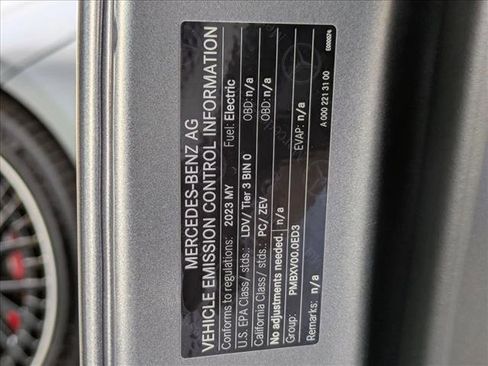 MERCEDES-BENZ AG
VEHICLE EMISSION CONTROL INFORMATION
Conforms to regulations: 2023 MY Fuel: Electric
U.S. EPA Class/ stds.: LDV/ Tier 3 BIN 0 OBD: n/a
California Class/ stds.: PC/ ZEV OBD: n/a
No adjustments needed. n/a
Group: PMBXV00.0ED3 EVAP: n/a
Remarks: n/a
A 000 221 31 00